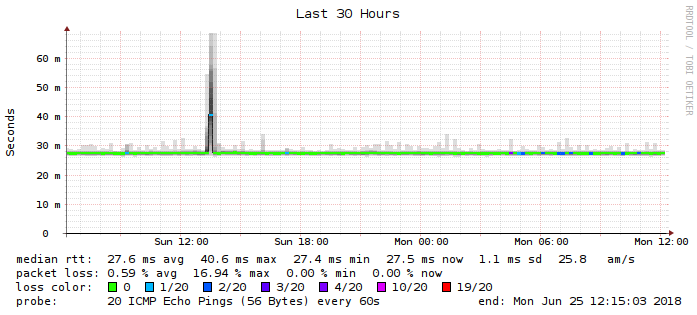 Last 30 Hours
RRDTOOL / TOBI OETIKER
Seconds
60 m
50 m
40 m
30 m
20 m
10 m
0
Sun 12:00 Sun 18:00 Mon 00:00 Mon 06:00 Mon 12:00
median rtt: 27.6 ms avg 40.6 ms max 27.4 ms min 27.5 ms now 1.1 ms sd 25.8 am/s
packet loss: 0.59 % avg 16.94 % max 0.00 % min 0.00 % now
loss color: 0 1/20 2/20 3/20 4/20 10/20 19/20
probe: 20 ICMP Echo Pings (56 Bytes) every 60s end: Mon Jun 25 12:15:03 2018